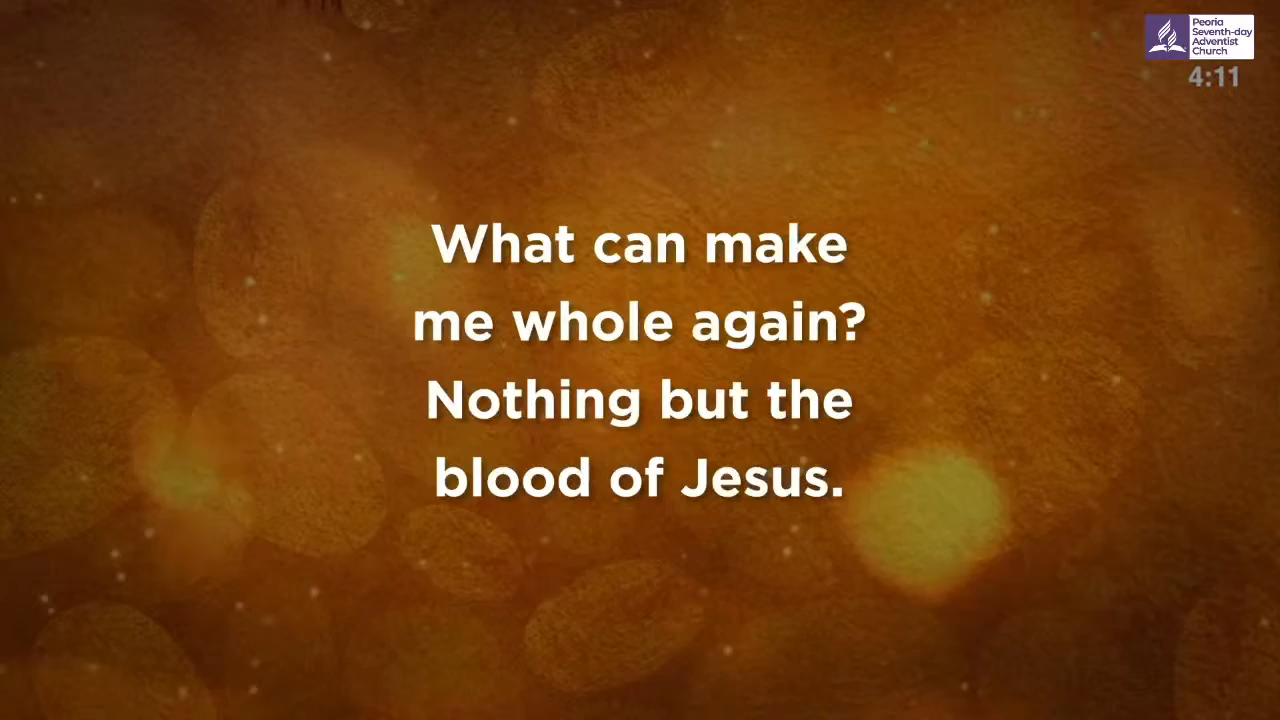 Peoria
Seventh-day
Adventist
Church
4:11
What can make
me whole again?
Nothing but the
blood of Jesus.